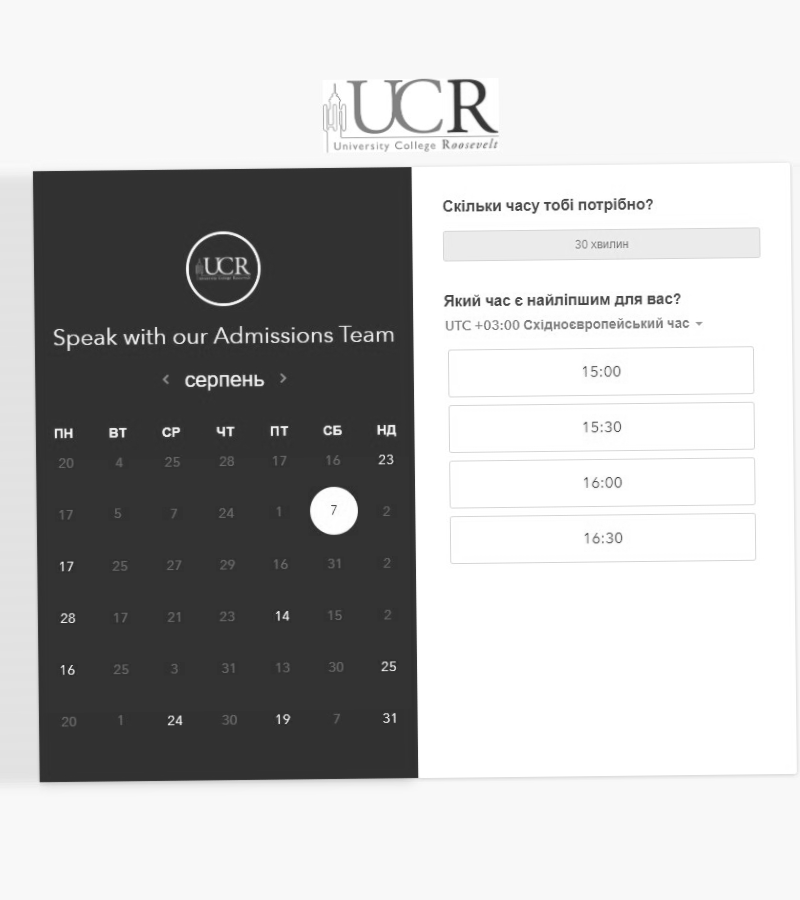 UCR
University College Roosevelt
UCR
University College Roosevelt
Speak with our Admissions Team
серпень
ПН ВТ СР ЧТ ПТ СБ НД
20 4 25 28 17 16 23
17 5 7 24 1 7 2
17 25 27 29 16 31 2
28 17 21 23 14 15 2
16 25 3 31 13 30 25
20 1 24 30 19 7 31
Скільки часу тобі потрібно?
30 хвилин
Який час є найліпшим для вас?
UTC +03:00 Східноєвропейський час
15:00
15:30
16:00
16:30